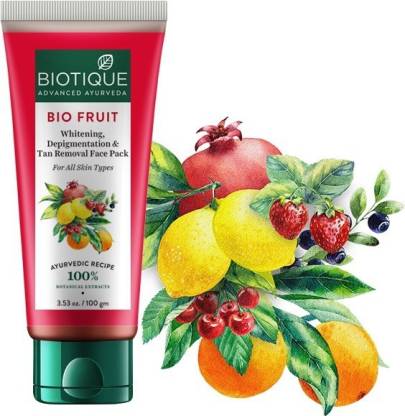 BIOTIQUE
ADVANCED AYURVEDA
BIO FRUIT
Whitening,
Depigmentation &
Tan Removal Face Pack
For All Skin Types
AYURVEDIC RECIPE
100%
BOTANICAL EXTRACTS
3.53 oz. / 100 gm